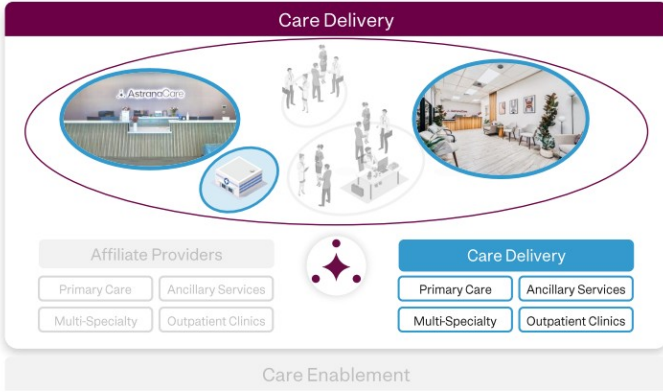 Care Delivery
AstranaCare
Affiliate Providers
Care Delivery
Primary Care
Ancillary Services
Primary Care
Ancillary Services
Multi-Specialty
Outpatient Clinics
Multi-Specialty
Outpatient Clinics
Care Enablement